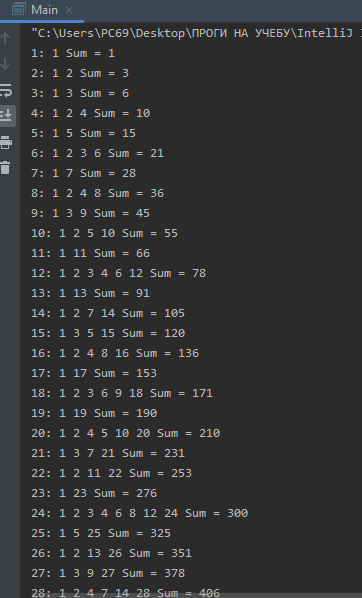 Main
"C:\Users\PC69\Desktop\ПРОГИ НА УЧЕБУ\IntelliJ
1: 1 Sum = 1
2: 1 2 Sum = 3
3: 1 3 Sum = 6
4: 1 2 4 Sum = 10
5: 1 5 Sum = 15
6: 1 2 3 6 Sum = 21
7: 1 7 Sum = 28
8: 1 2 4 8 Sum = 36
9: 1 3 9 Sum = 45
10: 1 2 5 10 Sum = 55
11: 1 11 Sum = 66
12: 1 2 3 4 6 12 Sum = 78
13: 1 13 Sum = 91
14: 1 2 7 14 Sum = 105
15: 1 3 5 15 Sum = 120
16: 1 2 4 8 16 Sum = 136
17: 1 17 Sum = 153
18: 1 2 3 6 9 18 Sum = 171
19: 1 19 Sum = 190
20: 1 2 4 5 10 20 Sum = 210
21: 1 3 7 21 Sum = 231
22: 1 2 11 22 Sum = 253
23: 1 23 Sum = 276
24: 1 2 3 4 6 8 12 24 Sum = 300
25: 1 5 25 Sum = 325
26: 1 2 13 26 Sum = 351
27: 1 3 9 27 Sum = 378
28: 1 2 4 7 14 28 Sum = 406